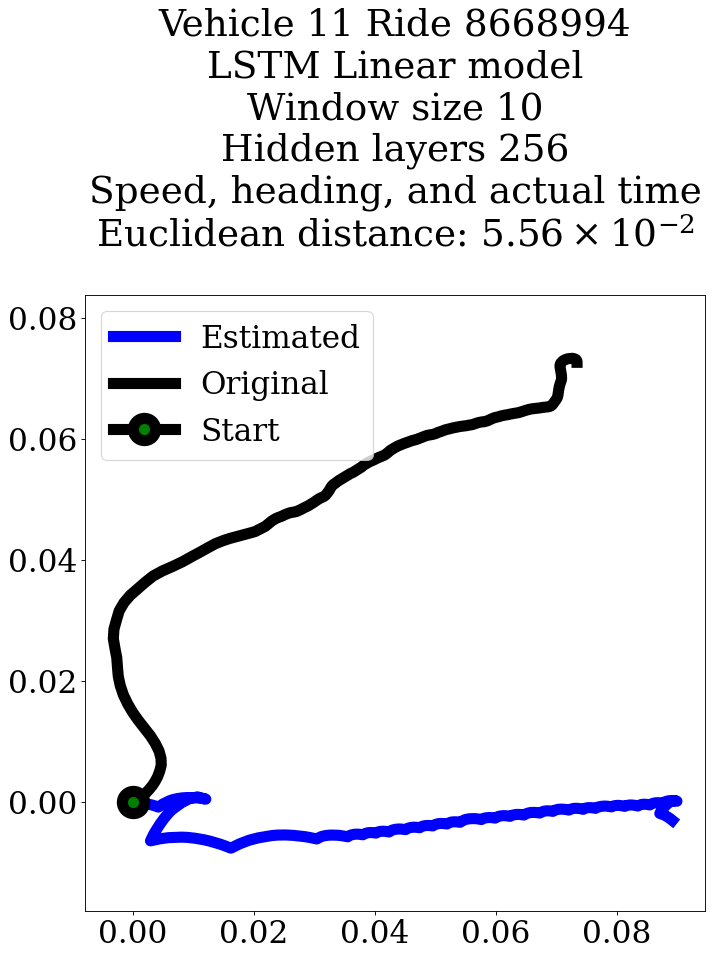 Vehicle 11 Ride 8668994
LSTM Linear model
Window size 10
Hidden layers 256
Speed, heading, and actual time
Euclidean distance: 5.56 × 10⁻²
Estimated
Original
Start
0.08
0.06
0.04
0.02
0.00
0.00 0.02 0.04 0.06 0.08